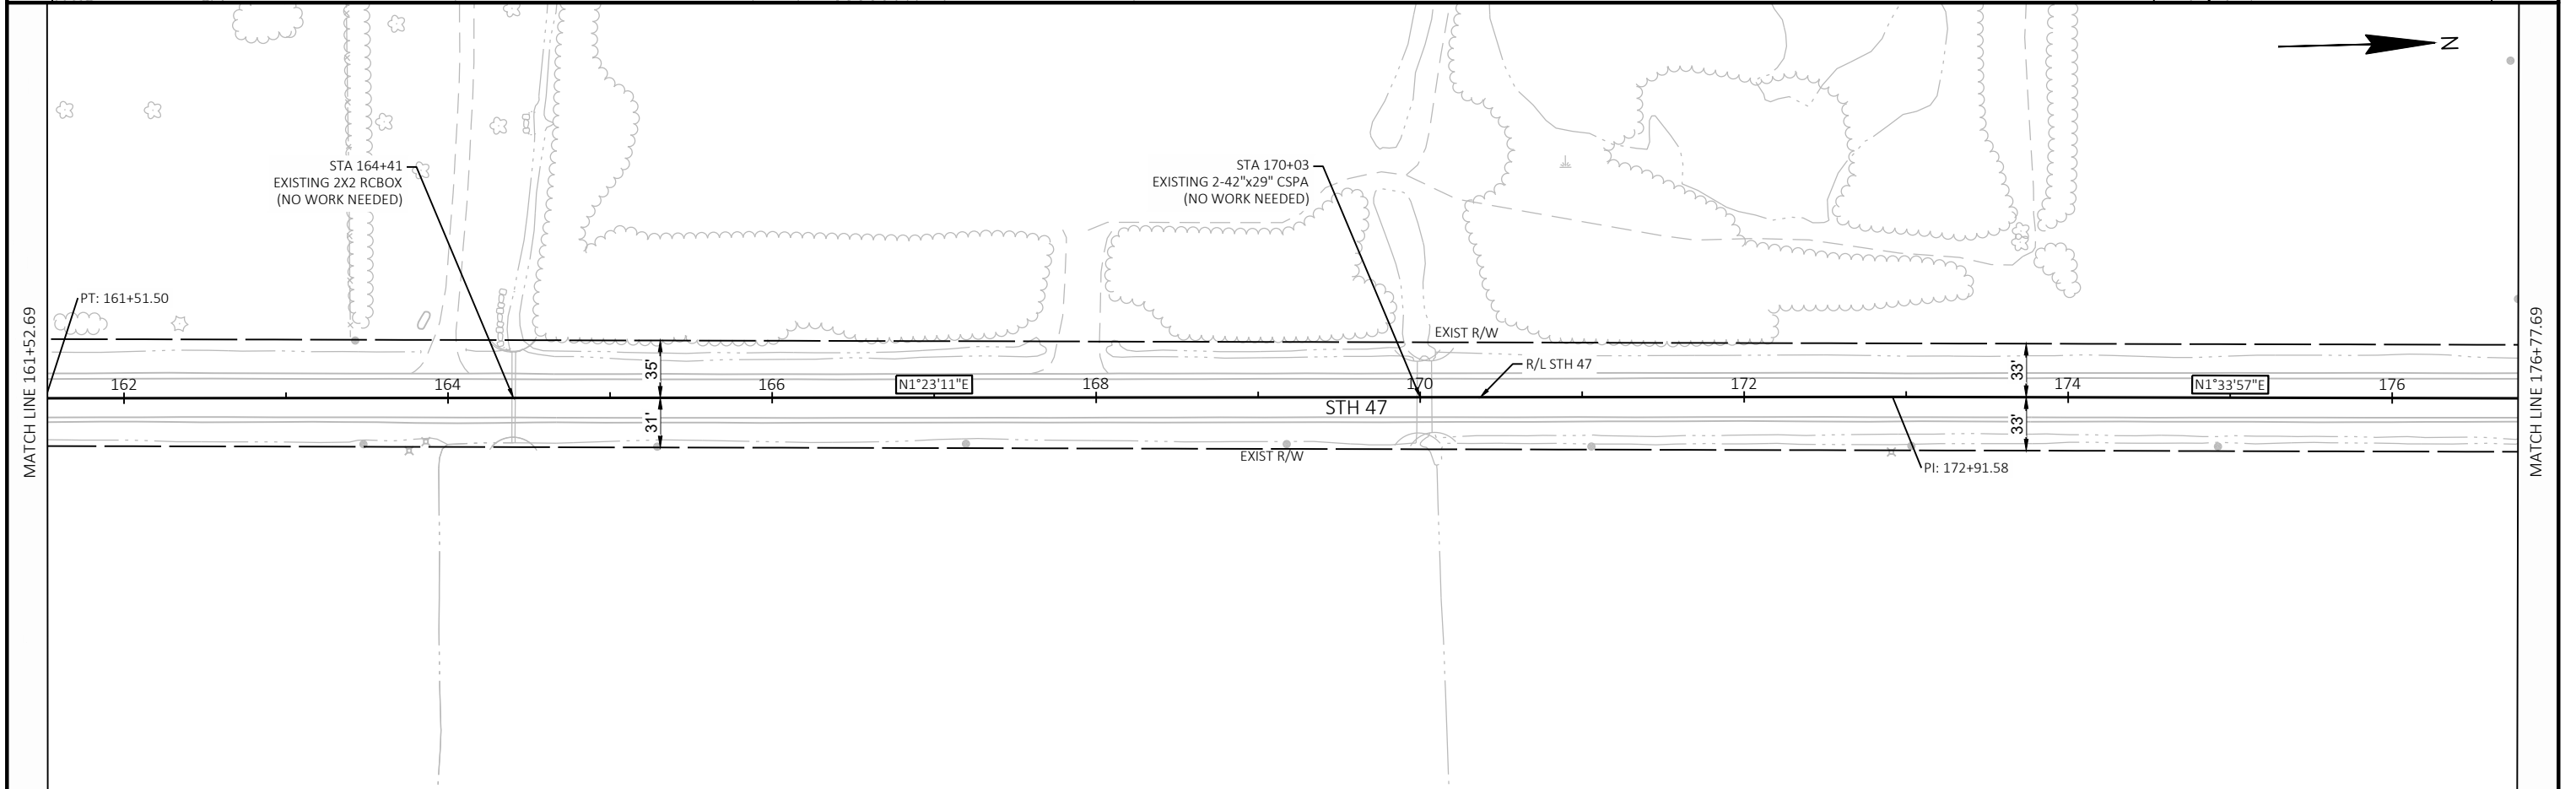 N
STA 164+41
EXISTING 2X2 RCBOX
(NO WORK NEEDED)
STA 170+03
EXISTING 2-42"x29" CSPA
(NO WORK NEEDED)
PT: 161+51.50
MATCH LINE 161+52.69
MATCH LINE 176+77.69
EXIST R/W
R/L STH 47
35'
33'
162
164
166
N1°23'11"E
168
170
172
174
N1°33'57"E
176
STH 47
31'
33'
EXIST R/W
PI: 172+91.58